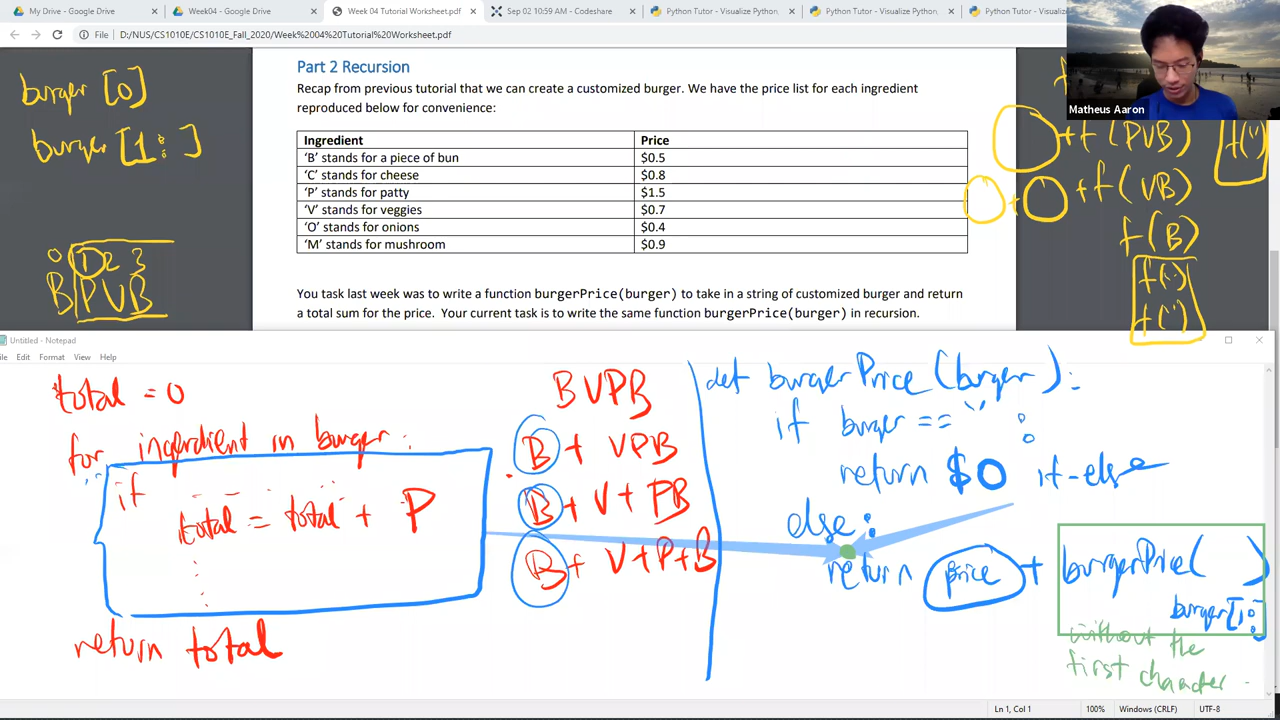 My Drive - Google Drive
Week04 - Google Drive
Week 04 Tutorial Worksheet.pdf
Sep 02 10:59 AM - Codeshare
Python Tutor - Visualize Python,
Python Tutor - Visualize Python,
Python Tutor - Visualiz
File | D:/NUS/CS1010E/CS1010E_Fall_2020/Week%2004%20Tutorial%20Worksheet.pdf
Matheus Aaron
burger [0]
burger [1:]
0 1 2 3
B P V B
Part 2 Recursion
Recap from previous tutorial that we can create a customized burger. We have the price list for each ingredient
reproduced below for convenience:
Ingredient Price
‘B’ stands for a piece of bun $0.5
‘C’ stands for cheese $0.8
‘P’ stands for patty $1.5
‘V’ stands for veggies $0.7
‘O’ stands for onions $0.4
‘M’ stands for mushroom $0.9
You task last week was to write a function burgerPrice(burger) to take in a string of customized burger and return
a total sum for the price. Your current task is to write the same function burgerPrice(burger) in recursion.
+ f(PVB)
f('')
+ + f(VB)
f(B)
f('')
f('')
Untitled - Notepad
File Edit Format View Help
total = 0
for ingerdient in burger:
if
total = total + P
return total
BVPB
B + VPB
B + V + PB
B + V + P + B
def burgerPrice (burger):
if burger == '' :
return $0 if-else
else:
return price + burgerPrice( )
burger[1:]
without the
first character
Ln 1, Col 1 100% Windows (CRLF) UTF-8